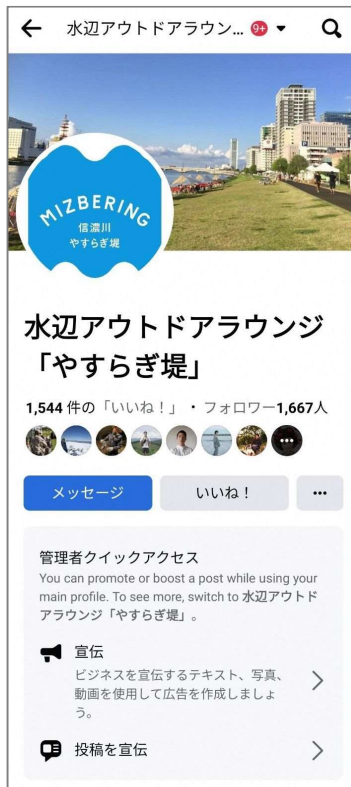 水辺アウトドアラウン... 9+
MIZBERING
信濃川
やすらぎ堤
水辺アウトドアラウンジ
「やすらぎ堤」
1,544 件の「いいね！」・フォロワー1,667人
メッセージ
いいね！
管理者クイックアクセス
You can promote or boost a post while using your
main profile. To see more, switch to 水辺アウトド
アラウンジ「やすらぎ堤」。
宣伝
ビジネスを宣伝するテキスト、写真、
動画を使用して広告を作成しましょ
う。
投稿を宣伝